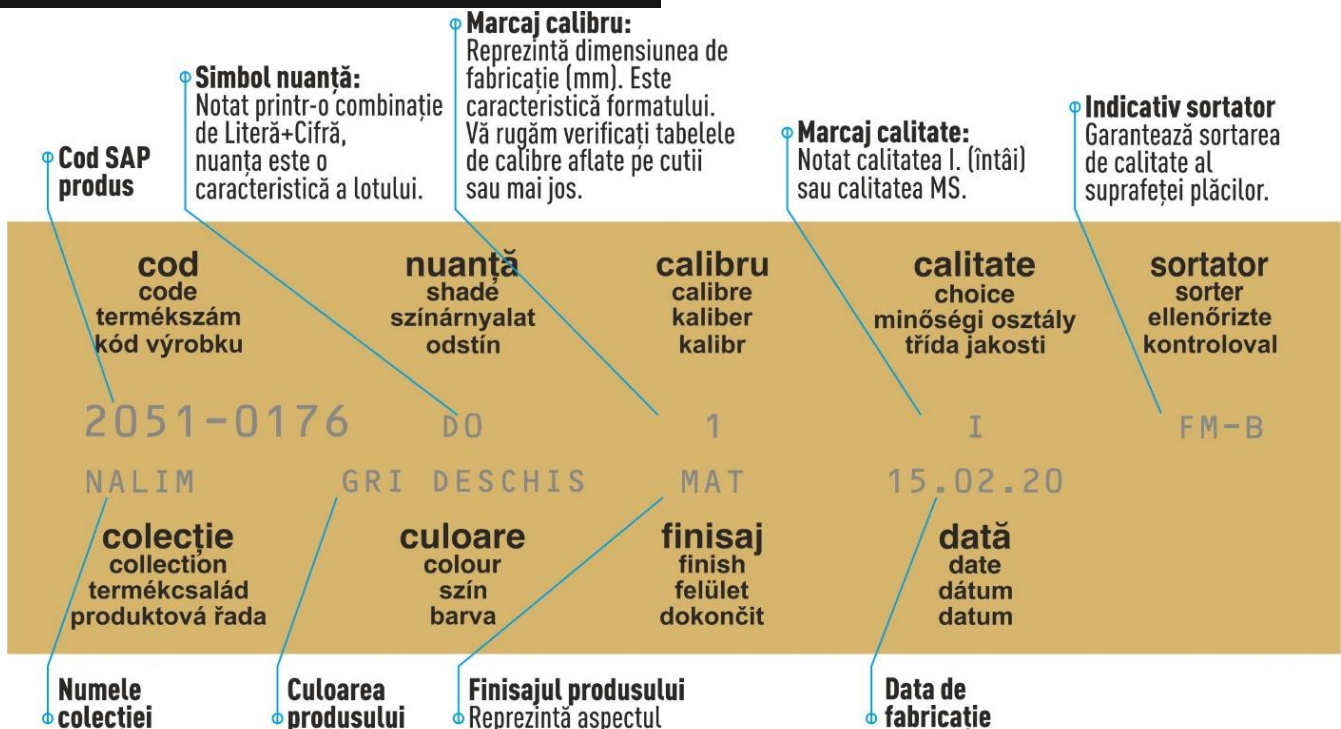 Marcaj calibru:
Reprezintă dimensiunea de
fabricație (mm). Este
caracteristică formatului.
Vă rugăm verificați tabelele
de calibre aflate pe cutii
sau mai jos.
Simbol nuanță:
Notat printr-o combinație
de Literă+Cifră,
nuanța este o
caracteristică a lotului.
Indicativ sortator
Garantează sortarea
de calitate al
suprafeței plăcilor.
Marcaj calitate:
Notat calitatea I. (întâi)
sau calitatea MS.
Cod SAP
produs
cod nuanță calibru calitate sortator
code shade calibre choice sorter
termékszám színárnyalat kaliber minőségi osztály ellenőrizte
kód výrobku odstín kalibr třída jakosti kontroloval
2051-0176 DO 1 I FM-B
NALIM GRI DESCHIS MAT 15.02.20
colecție culoare finisaj dată
collection colour finish date
termékcsalád szín felület dátum
produktová řada barva dokončit datum
Numele
colecției
Culoarea
produsului
Finisajul produsului
Reprezintă aspectul
Data de
fabricație